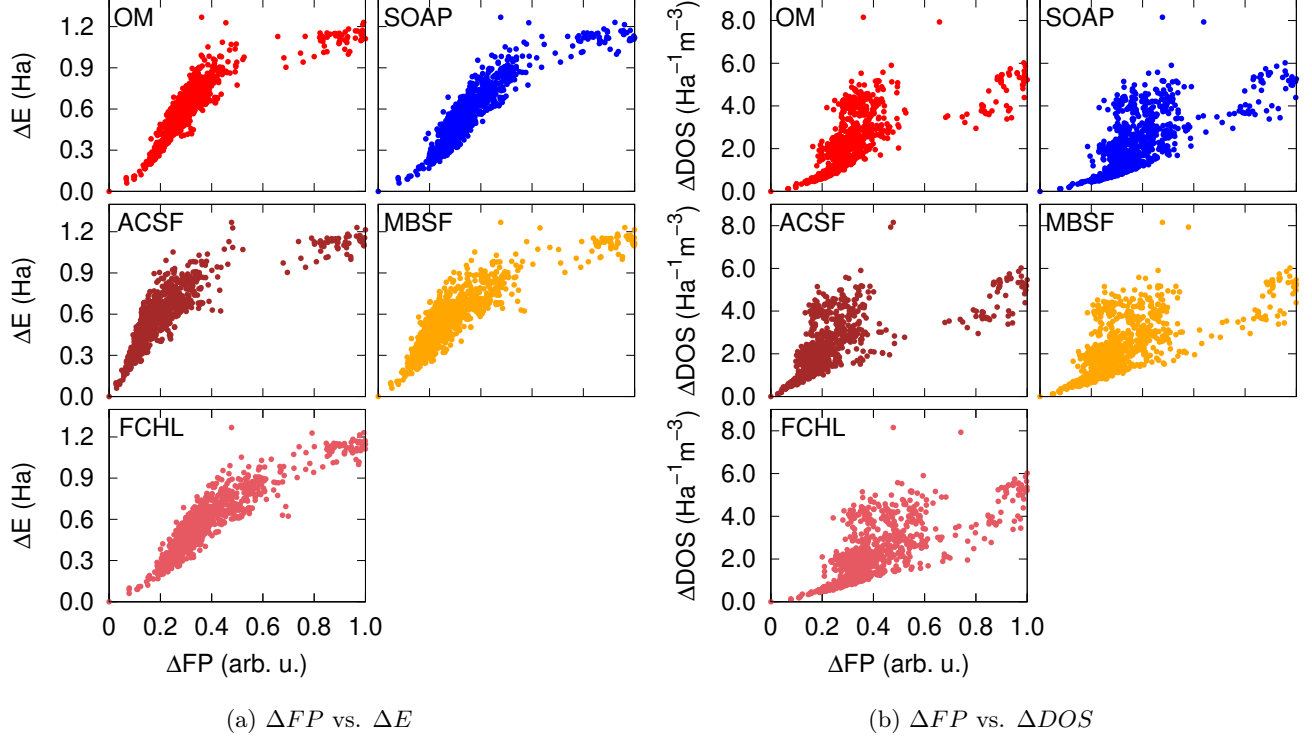 OM
SOAP
ΔE (Ha)
1.2
0.9
0.6
0.3
0.0
ACSF
MBSF
ΔE (Ha)
1.2
0.9
0.6
0.3
0.0
FCHL
ΔE (Ha)
1.2
0.9
0.6
0.3
0.0
0 0.2 0.4 0.6 0.8 1.0
ΔFP (arb. u.)
(a) ΔFP vs. ΔE
OM
SOAP
ΔDOS (Ha⁻¹m⁻³)
8.0
6.0
4.0
2.0
0.0
ACSF
MBSF
ΔDOS (Ha⁻¹m⁻³)
8.0
6.0
4.0
2.0
0.0
FCHL
ΔDOS (Ha⁻¹m⁻³)
8.0
6.0
4.0
2.0
0.0
0 0.2 0.4 0.6 0.8 1.0
ΔFP (arb. u.)
(b) ΔFP vs. ΔDOS